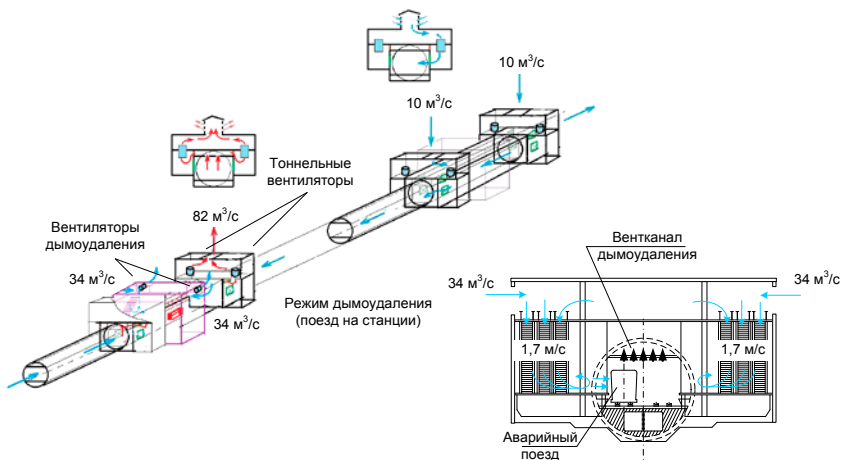 10 м³/с
10 м³/с
Тоннельные
вентиляторы
82 м³/с
Вентиляторы
дымоудаления
34 м³/с
34 м³/с
Режим дымоудаления
(поезд на станции)
Вентканал
дымоудаления
34 м³/с
34 м³/с
1,7 м/с
1,7 м/с
Аварийный
поезд